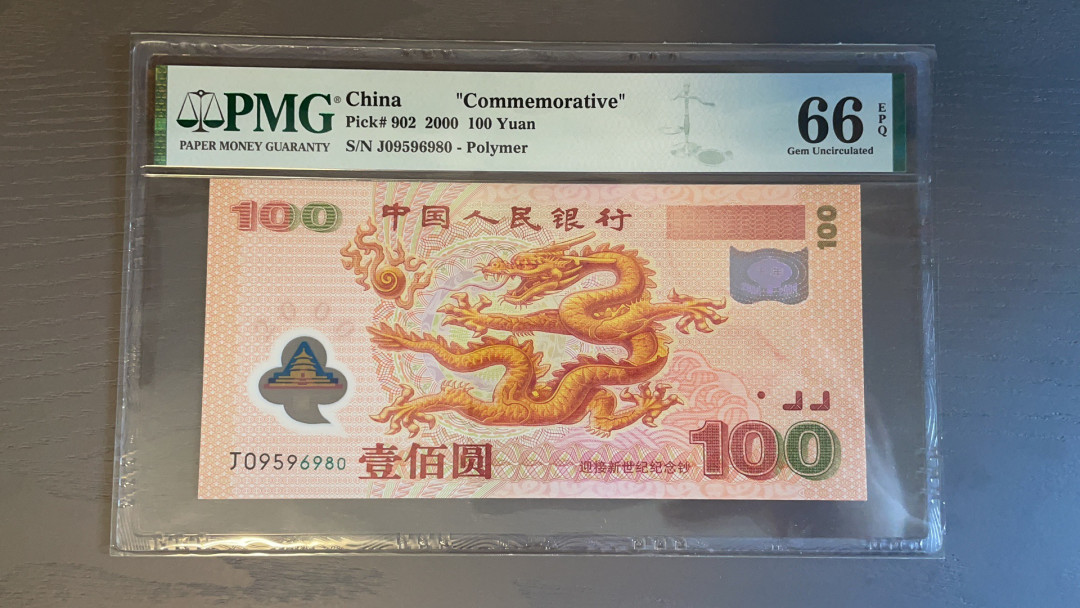 PMG® China "Commemorative"
Pick# 902 2000 100 Yuan
PAPER MONEY GUARANTY S/N J09596980 - Polymer
66 EPQ
Gem Uncirculated
100 中国人民银行 100
J09596980 壹佰圆 迎接新世纪纪念钞 100